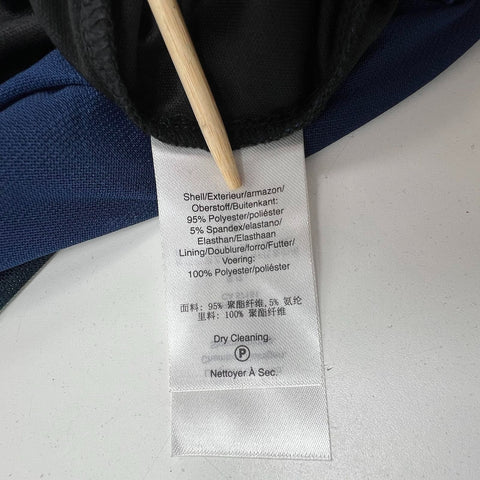 Shell/Exterieur/armazon/
Oberstoff/Buitenkant:
95% Polyester/poliéster
5% Spandex/elastano/
Elasthan/Elasthaan
Lining/Doublure/forro/Futter/
Voering:
100% Polyester/poliéster
面料: 95% 聚酯纤维,5% 氨纶
里料: 100% 聚酯纤维
Dry Cleaning.
P
Nettoyer À Sec.